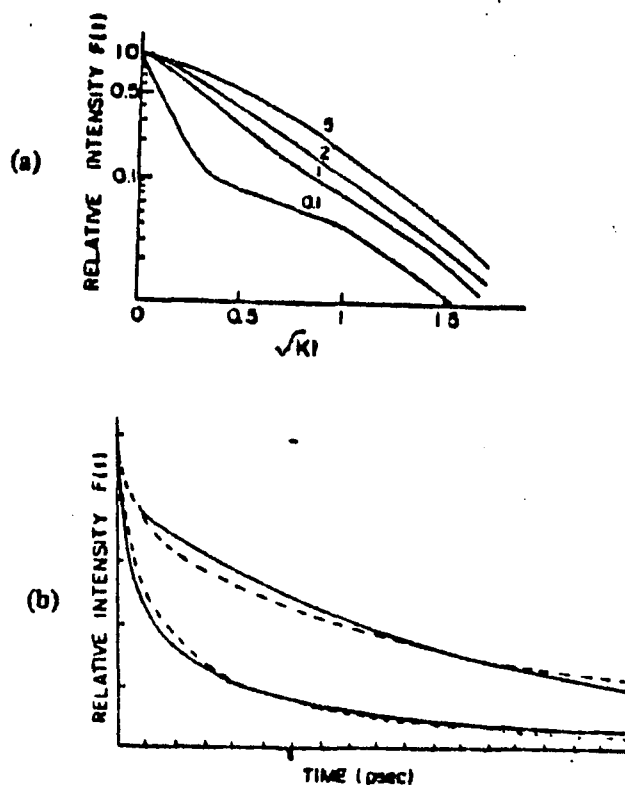 (a)
RELATIVE INTENSITY F(t)
1.0
0.5
0.1
5
2
1
0.1
0 0.5 1 1.5
√Kt
(b)
RELATIVE INTENSITY F(t)
TIME (psec)